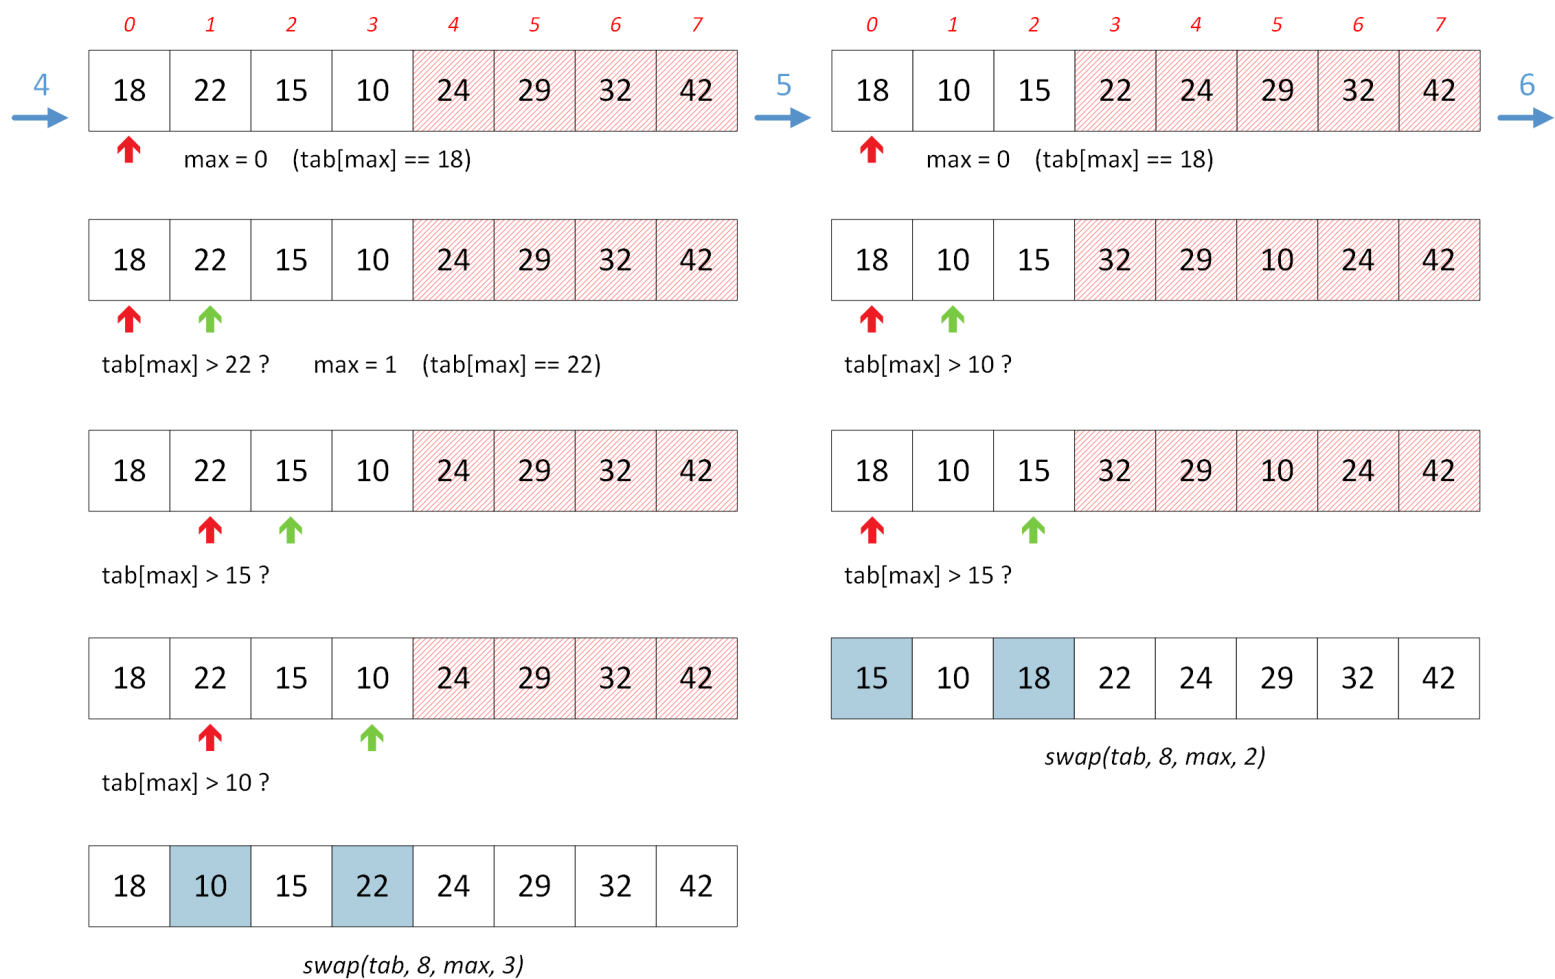 0 1 2 3 4 5 6 7
4
18 22 15 10 24 29 32 42
max = 0 (tab[max] == 18)
18 22 15 10 24 29 32 42
tab[max] > 22 ? max = 1 (tab[max] == 22)
18 22 15 10 24 29 32 42
tab[max] > 15 ?
18 22 15 10 24 29 32 42
tab[max] > 10 ?
18 10 15 22 24 29 32 42
swap(tab, 8, max, 3)
0 1 2 3 4 5 6 7
5
18 10 15 22 24 29 32 42
max = 0 (tab[max] == 18)
18 10 15 32 29 10 24 42
tab[max] > 10 ?
18 10 15 32 29 10 24 42
tab[max] > 15 ?
15 10 18 22 24 29 32 42
swap(tab, 8, max, 2)
6